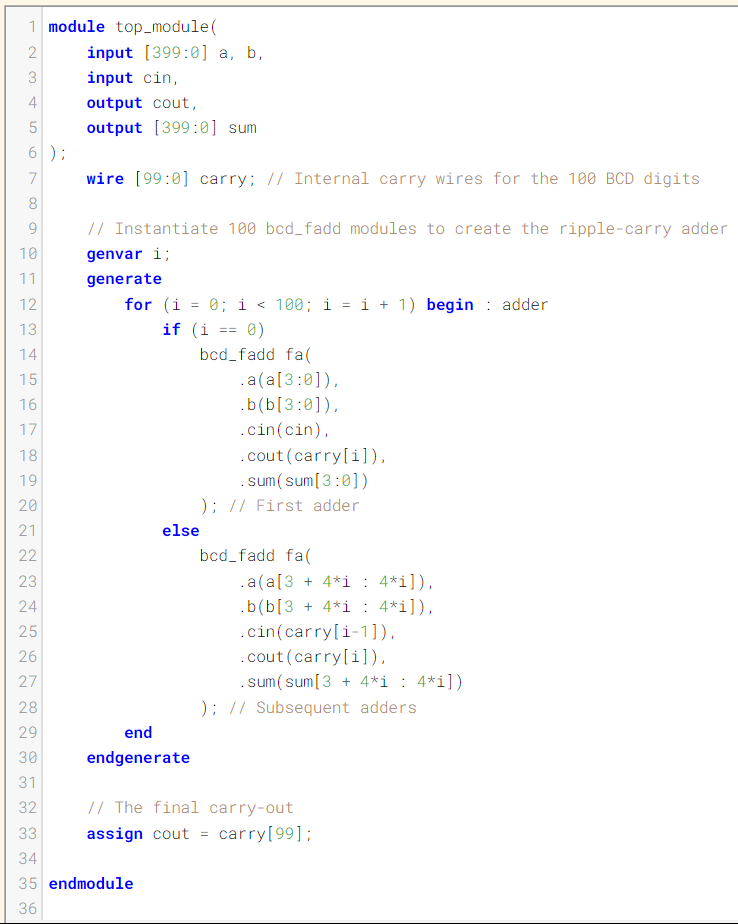 1 module top_module(
2     input [399:0] a, b,
3     input cin,
4     output cout,
5     output [399:0] sum
6 );
7     wire [99:0] carry; // Internal carry wires for the 100 BCD digits
8
9     // Instantiate 100 bcd_fadd modules to create the ripple-carry adder
10     genvar i;
11     generate
12         for (i = 0; i < 100; i = i + 1) begin : adder
13             if (i == 0)
14                 bcd_fadd fa(
15                     .a(a[3:0]),
16                     .b(b[3:0]),
17                     .cin(cin),
18                     .cout(carry[i]),
19                     .sum(sum[3:0])
20                 ); // First adder
21             else
22                 bcd_fadd fa(
23                     .a(a[3 + 4*i : 4*i]),
24                     .b(b[3 + 4*i : 4*i]),
25                     .cin(carry[i-1]),
26                     .cout(carry[i]),
27                     .sum(sum[3 + 4*i : 4*i])
28                 ); // Subsequent adders
29         end
30     endgenerate
31
32     // The final carry-out
33     assign cout = carry[99];
34
35 endmodule
36